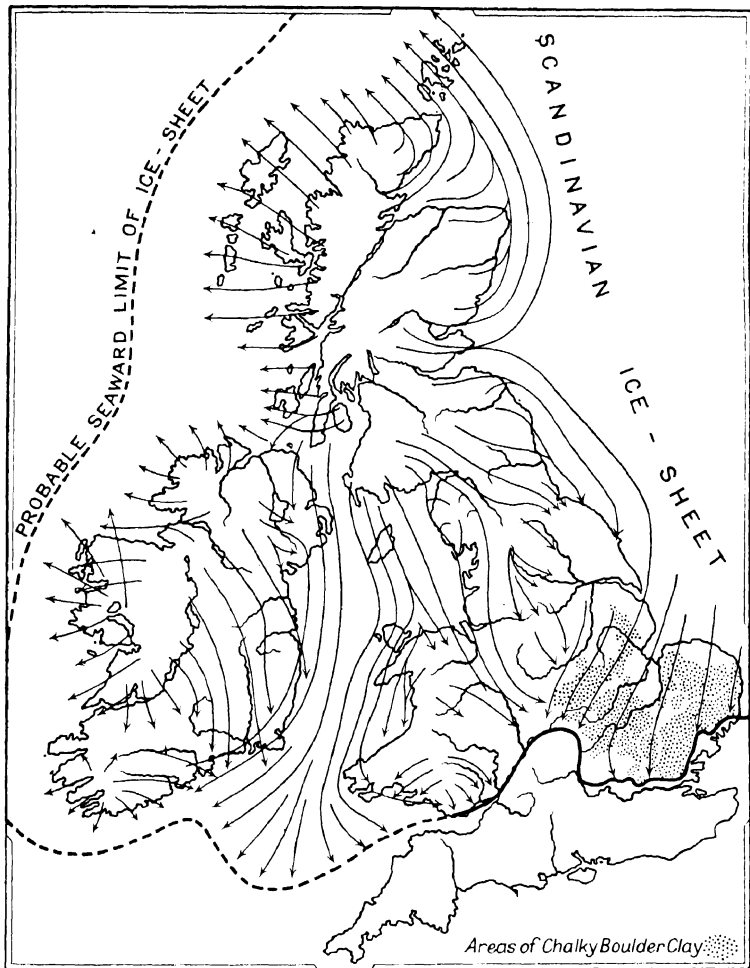 SCANDINAVIAN
ICE - SHEET
PROBABLE SEAWARD LIMIT OF ICE - SHEET
Areas of Chalky Boulder Clay